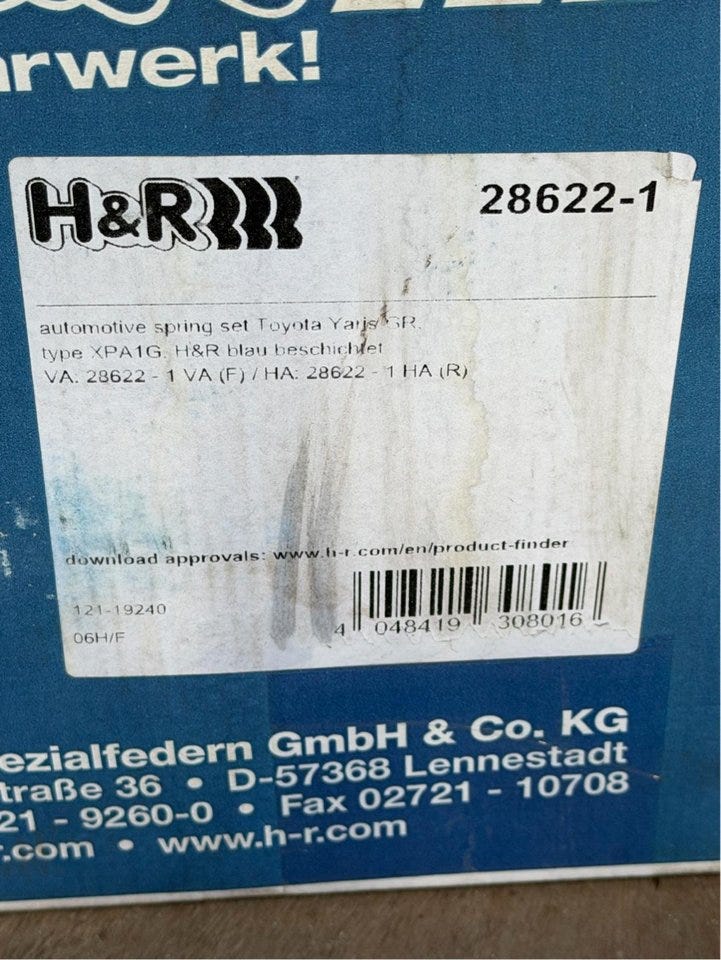 rwerk!
H&R
28622-1
automotive spring set Toyota Yaris GR,
type XPA1G, H&R blau beschichtet
VA: 28622 - 1 VA (F) / HA: 28622 - 1 HA (R)
download approvals: www.h-r.com/en/product-finder
121-19240
06H/F
4 048419 308016
ezialfedern GmbH & Co. KG
traße 36 • D-57368 Lennestadt
21 - 9260-0 • Fax 02721 - 10708
r.com • www.h-r.com